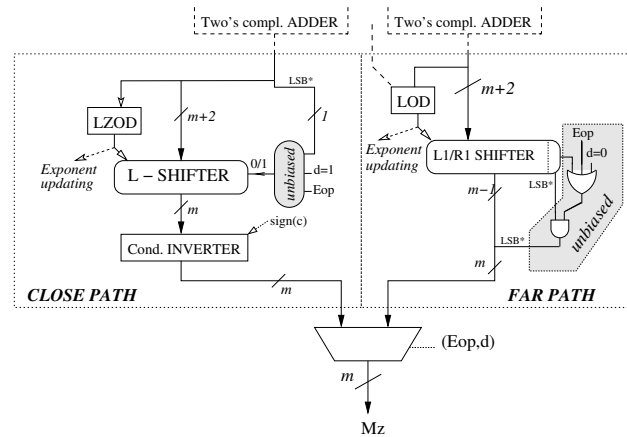 Two's compl. ADDER
Two's compl. ADDER
LSB*
LZOD
m+2
1
LOD
m+2
Eop
d=0
Exponent
updating
L – SHIFTER
0/1
unbiased
d=1
Eop
Exponent
updating
L1/R1 SHIFTER
LSB*
m
m–1
sign(c)
Cond. INVERTER
LSB*
unbiased
m
m
CLOSE PATH
FAR PATH
(Eop,d)
m
Mz